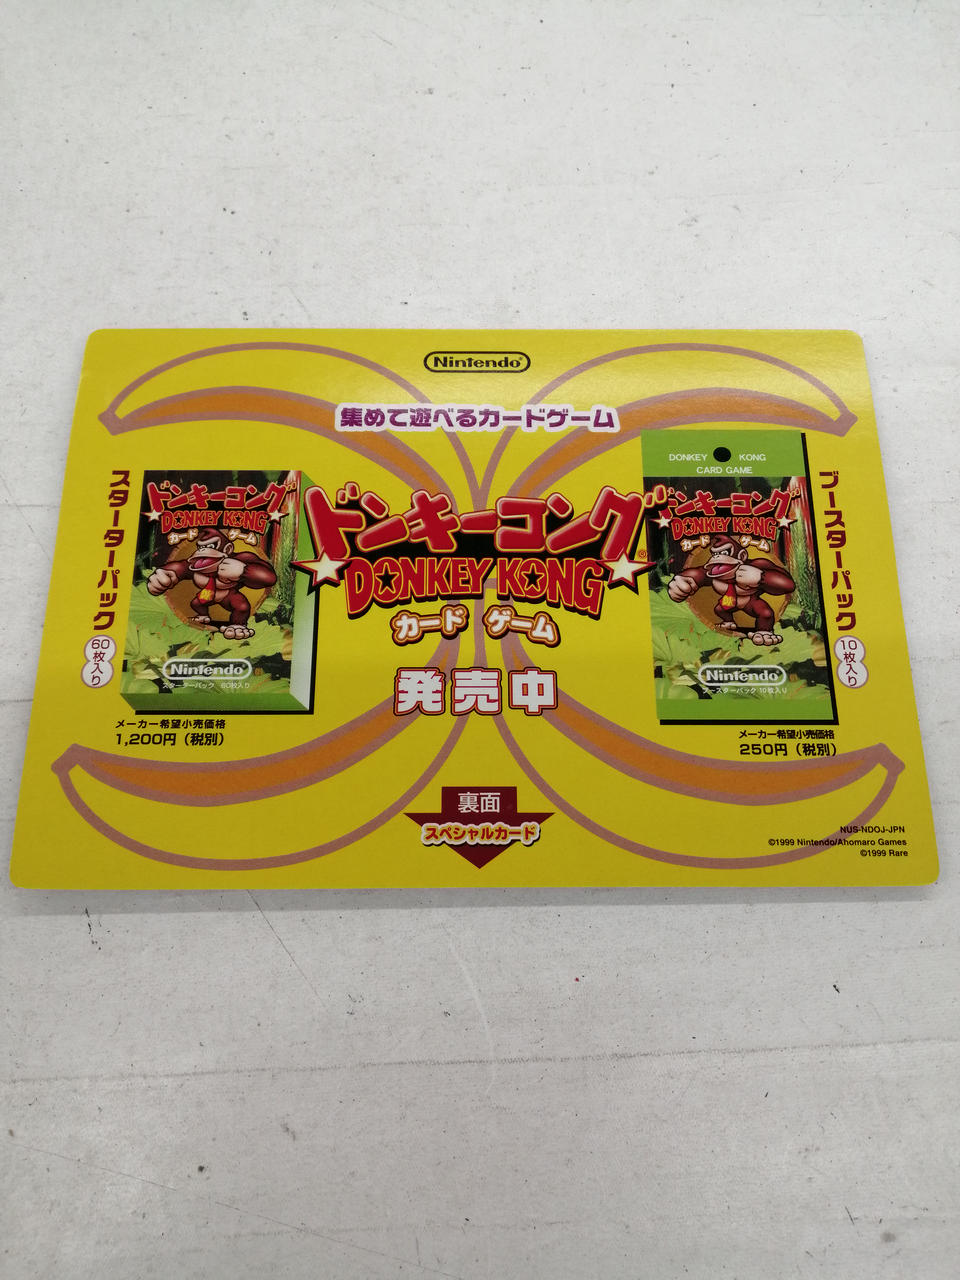 Nintendo
集めて遊べるカードゲーム
スターターパック
60枚入り
ドンキーコング
DONKEY KONG
カード ゲーム
Nintendo
スターターパック 60枚入り
メーカー希望小売価格
1,200円（税別）
ドンキーコング
DONKEY KONG
カード ゲーム
発売中
DONKEY KONG
CARD GAME
ドンキーコング
DONKEY KONG
カード ゲーム
Nintendo
ブースターパック 10枚入り
ブースターパック
10枚入り
メーカー希望小売価格
250円（税別）
裏面
スペシャルカード
NUS-NDOJ-JPN
©1999 Nintendo/Ahomaro Games
©1999 Rare